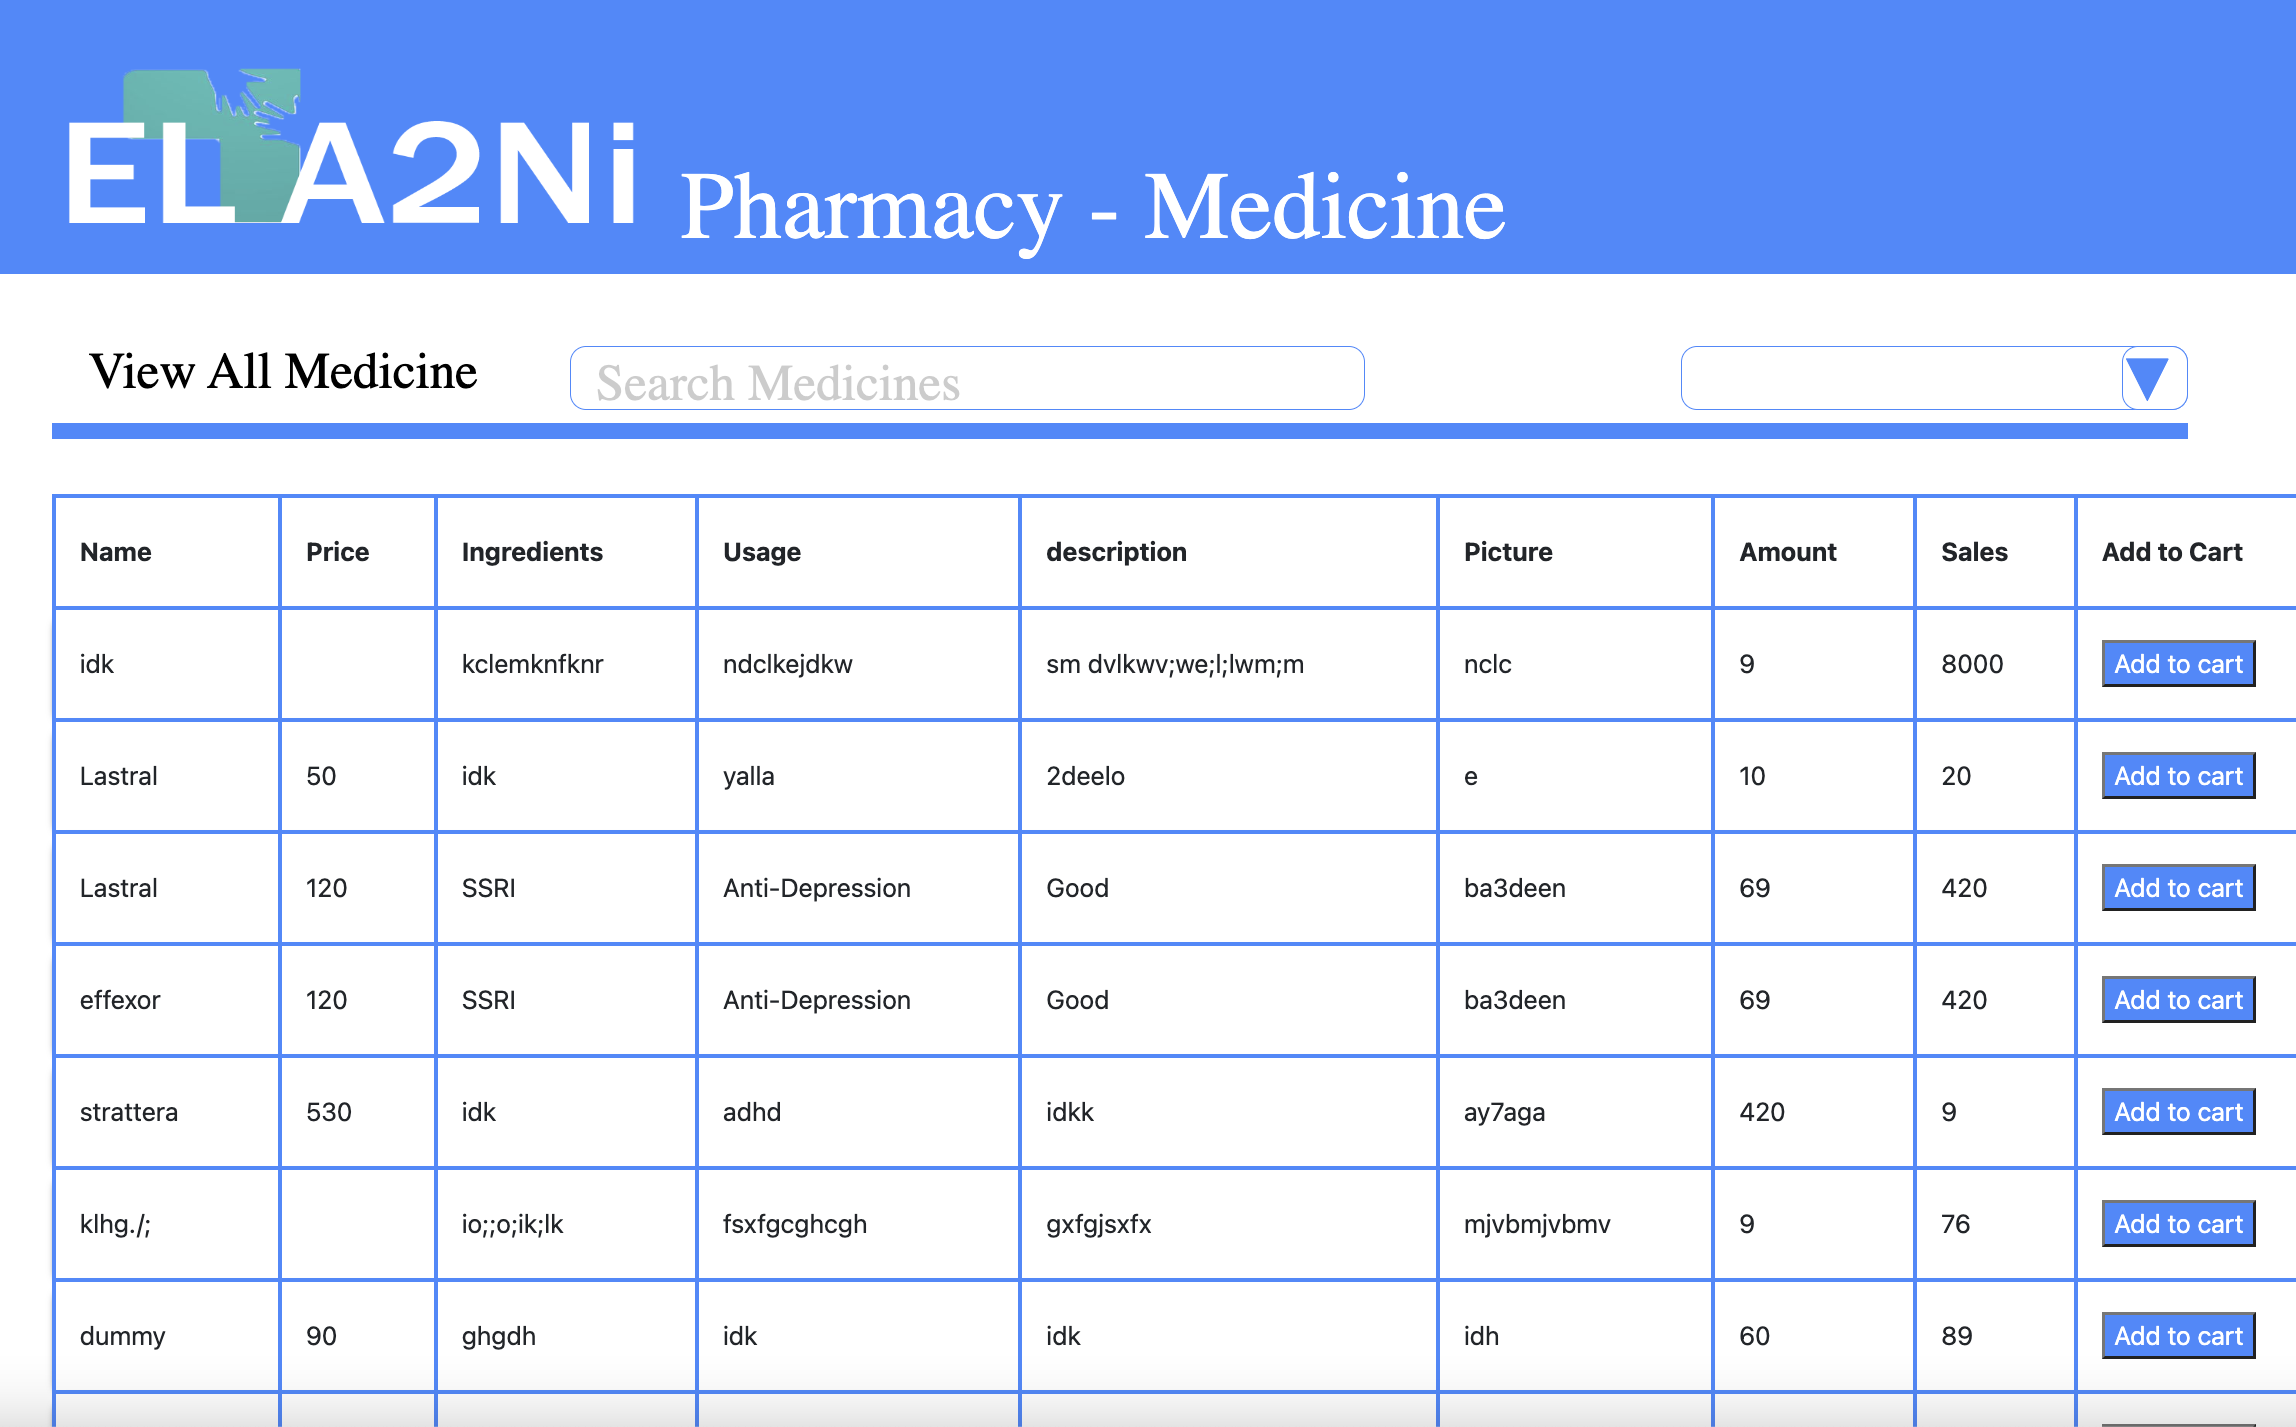 ELA2Ni Pharmacy - Medicine
View All Medicine Search Medicines
Name Price Ingredients Usage description Picture Amount Sales Add to Cart
idk kclemknfknr ndclkejdkw sm dvlkwv;we;l;lwm;m nclc 9 8000 Add to cart
Lastral 50 idk yalla 2deelo e 10 20 Add to cart
Lastral 120 SSRI Anti-Depression Good ba3deen 69 420 Add to cart
effexor 120 SSRI Anti-Depression Good ba3deen 69 420 Add to cart
strattera 530 idk adhd idkk ay7aga 420 9 Add to cart
klhg./; io;;o;ik;lk fsxfgcghcgh gxfgjsxfx mjvbmjvbmv 9 76 Add to cart
dummy 90 ghgdh idk idk idh 60 89 Add to cart